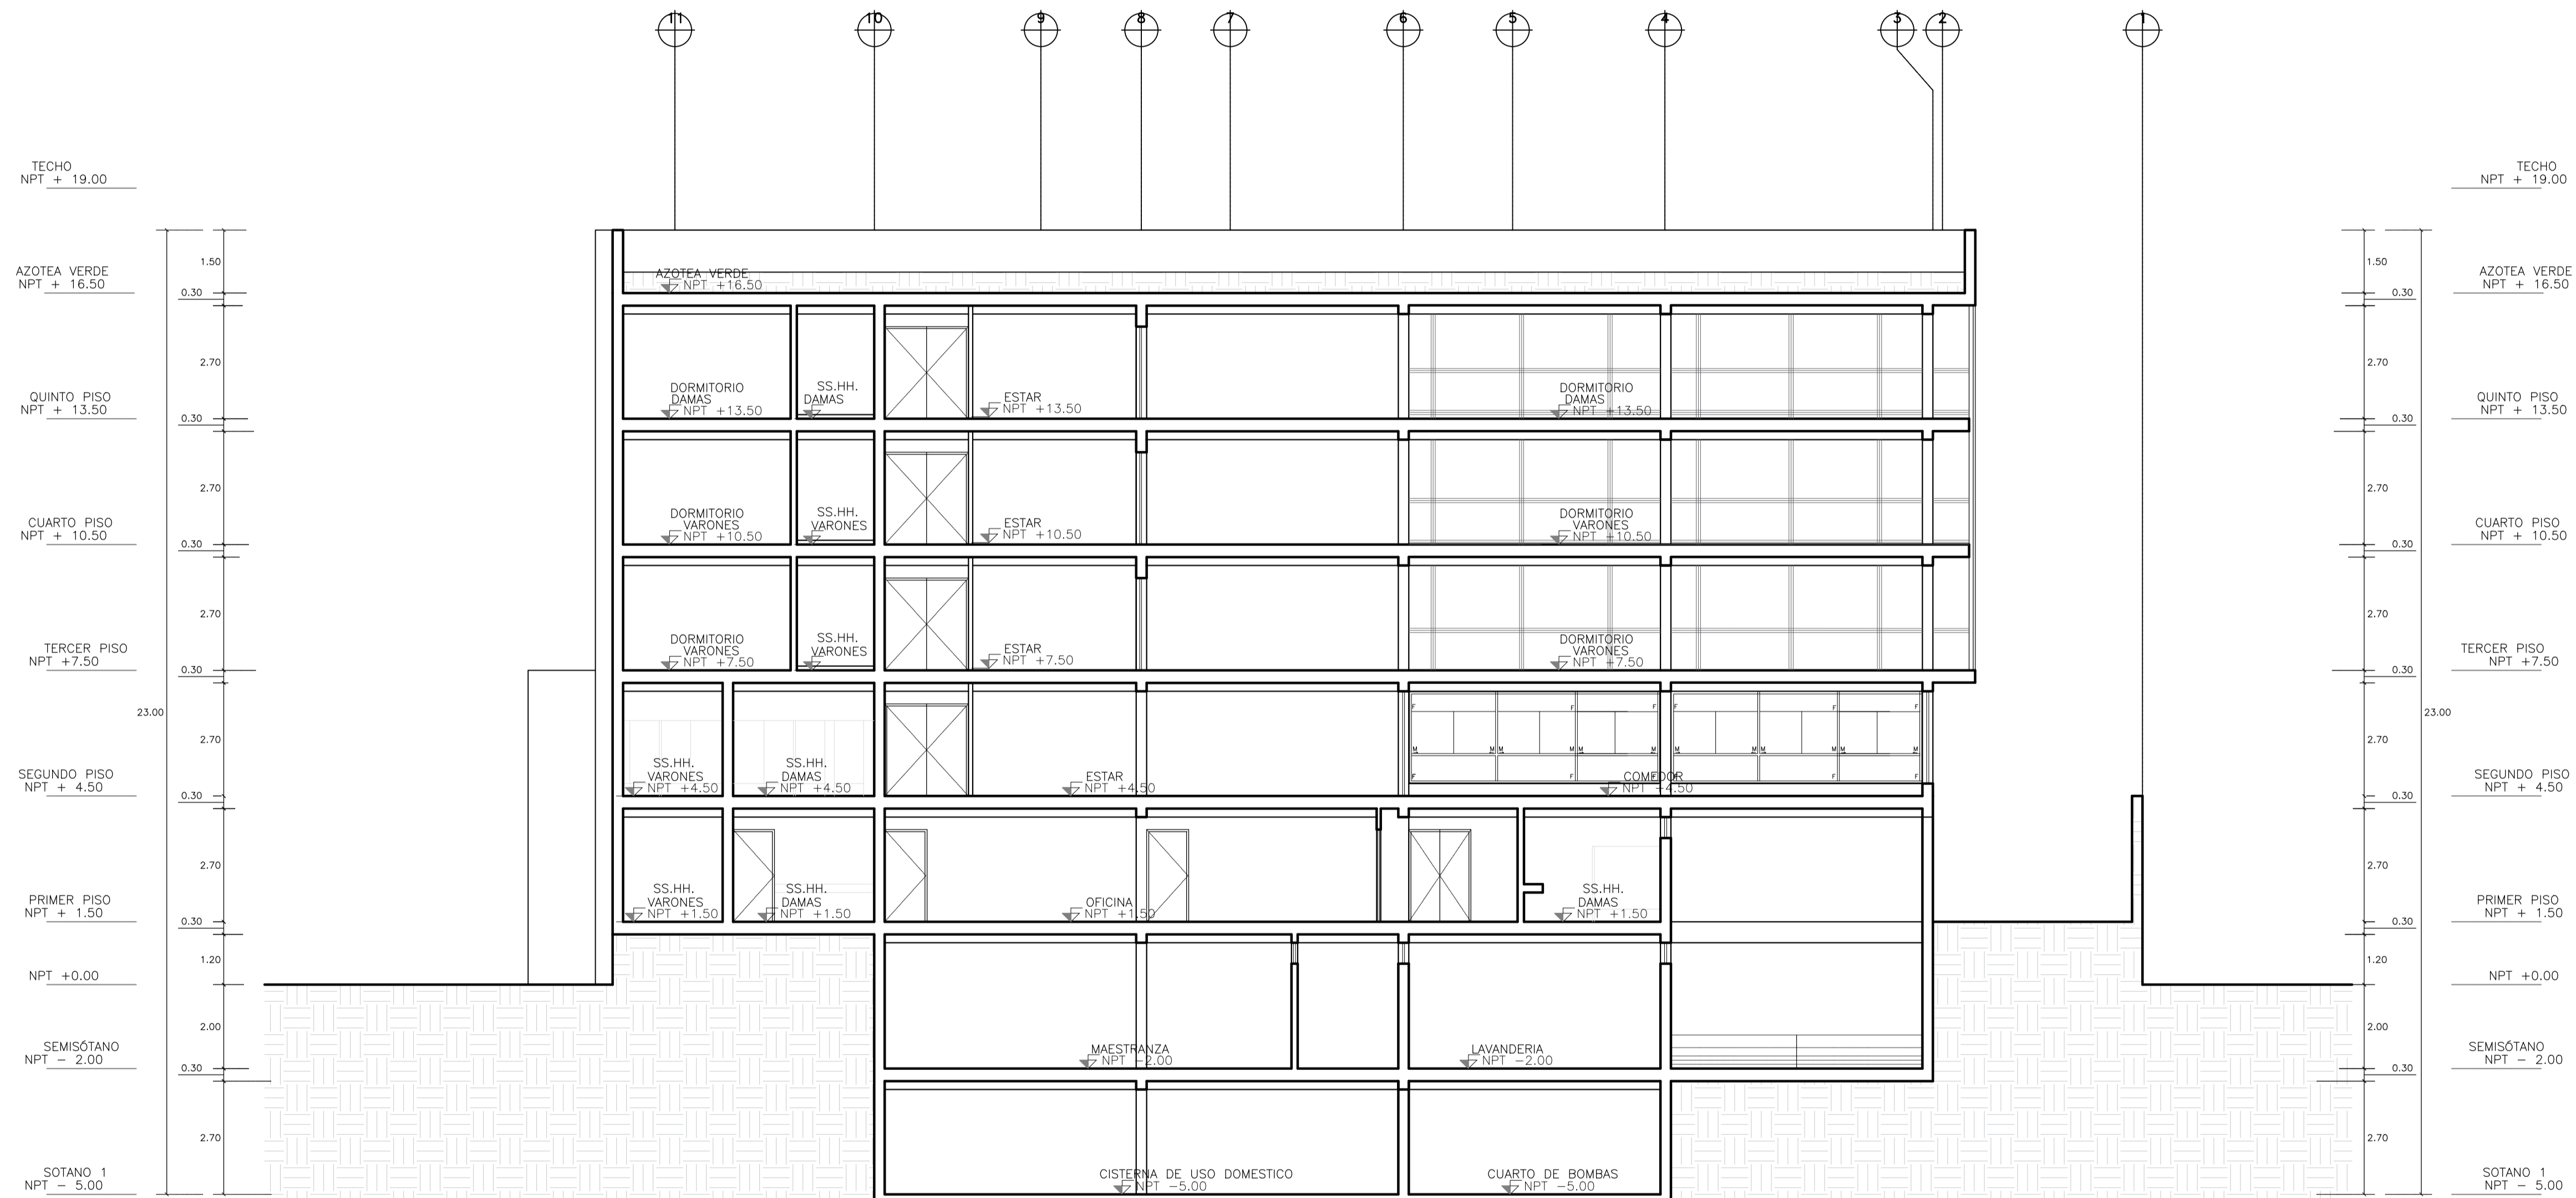 11 10 9 8 7 6 5 4 3 2 1
TECHO
NPT + 19.00
TECHO
NPT + 19.00
1.50
AZOTEA VERDE
NPT + 16.50
0.30
AZOTEA VERDE
NPT +16.50
1.50
0.30
AZOTEA VERDE
NPT + 16.50
2.70
2.70
QUINTO PISO
NPT + 13.50
0.30
DORMITORIO
DAMAS
NPT +13.50
SS.HH.
DAMAS
ESTAR
NPT +13.50
DORMITORIO
DAMAS
NPT +13.50
0.30
QUINTO PISO
NPT + 13.50
2.70
2.70
CUARTO PISO
NPT + 10.50
0.30
DORMITORIO
VARONES
NPT +10.50
SS.HH.
VARONES
ESTAR
NPT +10.50
DORMITORIO
VARONES
NPT +10.50
0.30
CUARTO PISO
NPT + 10.50
2.70
2.70
TERCER PISO
NPT +7.50
0.30
DORMITORIO
VARONES
NPT +7.50
SS.HH.
VARONES
ESTAR
NPT +7.50
DORMITORIO
VARONES
NPT +7.50
0.30
TERCER PISO
NPT +7.50
23.00
2.70
F F F F F F
M M M M M M M M
F F F F F F
2.70
23.00
SEGUNDO PISO
NPT + 4.50
0.30
SS.HH.
VARONES
NPT +4.50
SS.HH.
DAMAS
NPT +4.50
ESTAR
NPT +4.50
COMEDOR
NPT +4.50
0.30
SEGUNDO PISO
NPT + 4.50
2.70
2.70
PRIMER PISO
NPT + 1.50
0.30
SS.HH.
VARONES
NPT +1.50
SS.HH.
DAMAS
NPT +1.50
OFICINA
NPT +1.50
SS.HH.
DAMAS
NPT +1.50
0.30
PRIMER PISO
NPT + 1.50
1.20
1.20
NPT +0.00
NPT +0.00
2.00
2.00
SEMISÓTANO
NPT - 2.00
0.30
MAESTRANZA
NPT -2.00
LAVANDERIA
NPT -2.00
0.30
SEMISÓTANO
NPT - 2.00
2.70
2.70
SOTANO 1
NPT - 5.00
CISTERNA DE USO DOMESTICO
NPT -5.00
CUARTO DE BOMBAS
NPT -5.00
SOTANO 1
NPT - 5.00